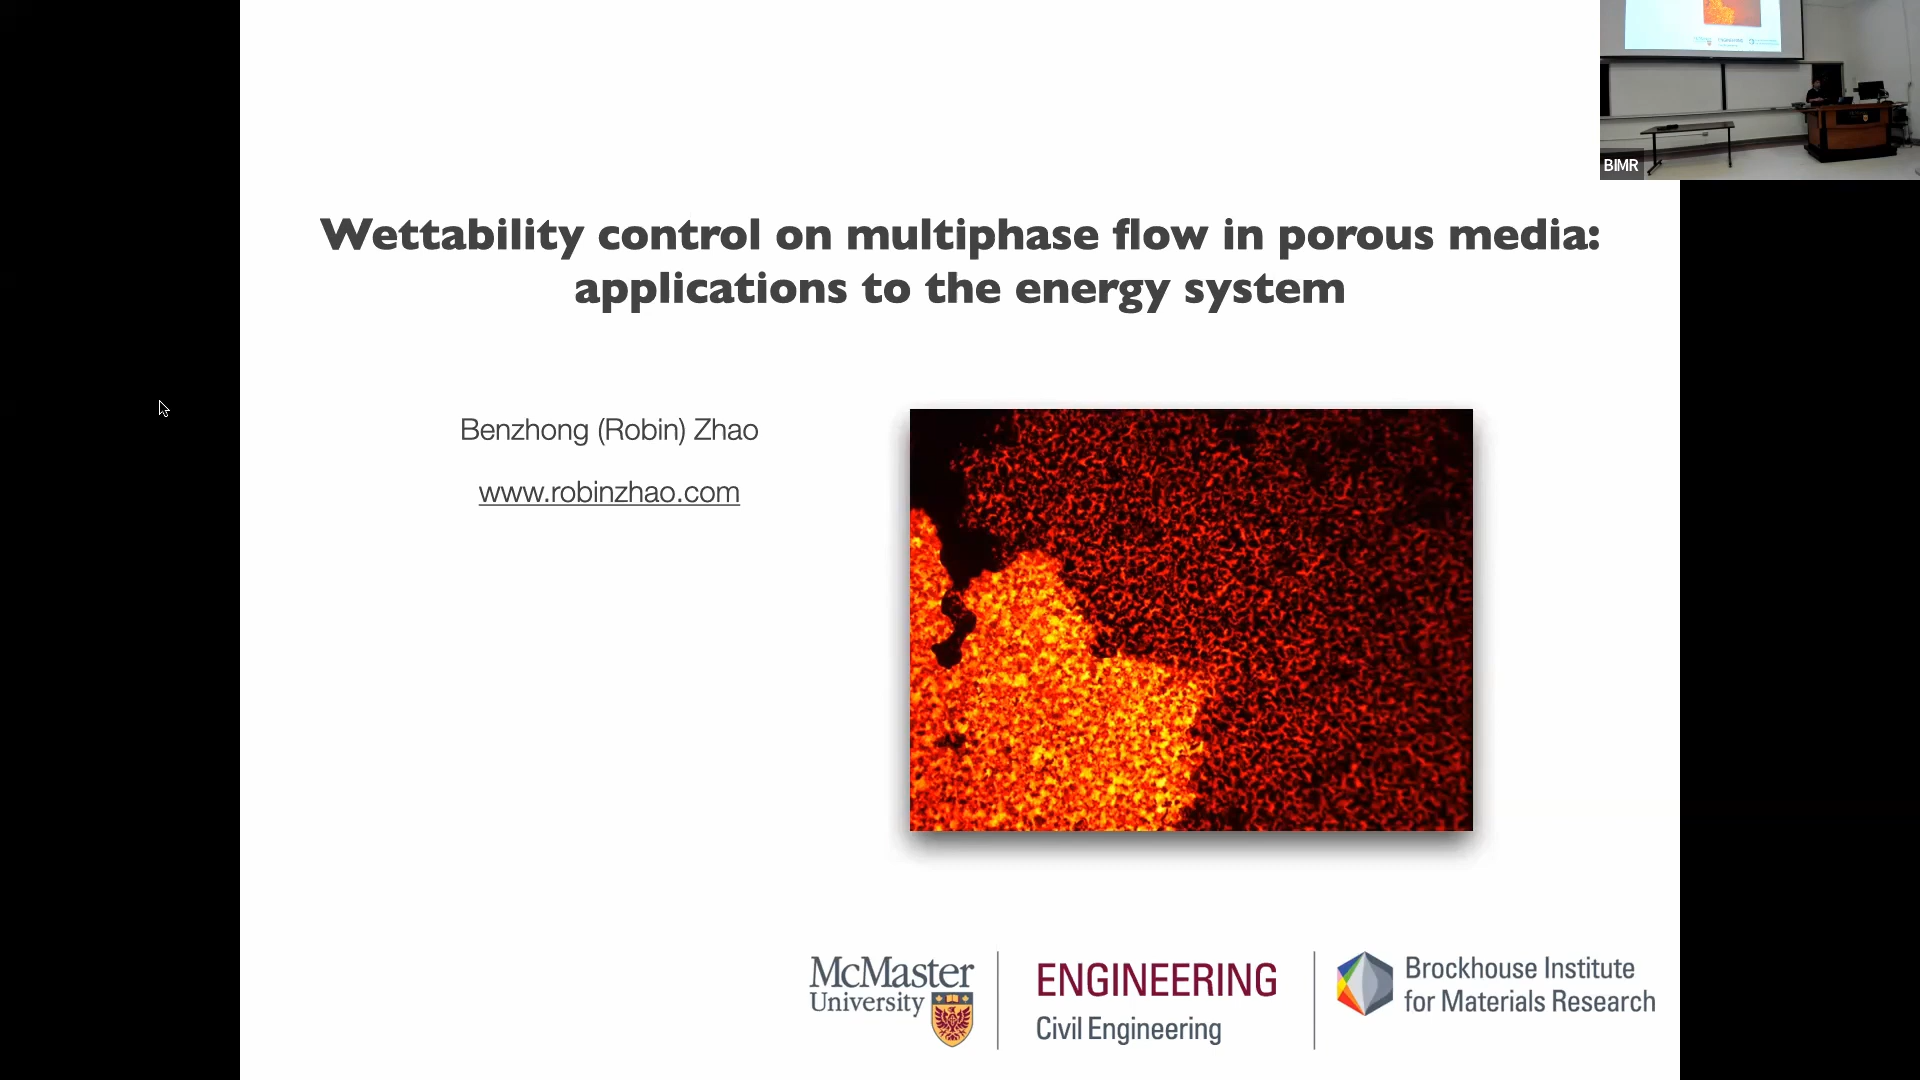 BIMR
Wettability control on multiphase flow in porous media:
applications to the energy system
Benzhong (Robin) Zhao
www.robinzhao.com
McMaster
University
ENGINEERING
Civil Engineering
Brockhouse Institute
for Materials Research